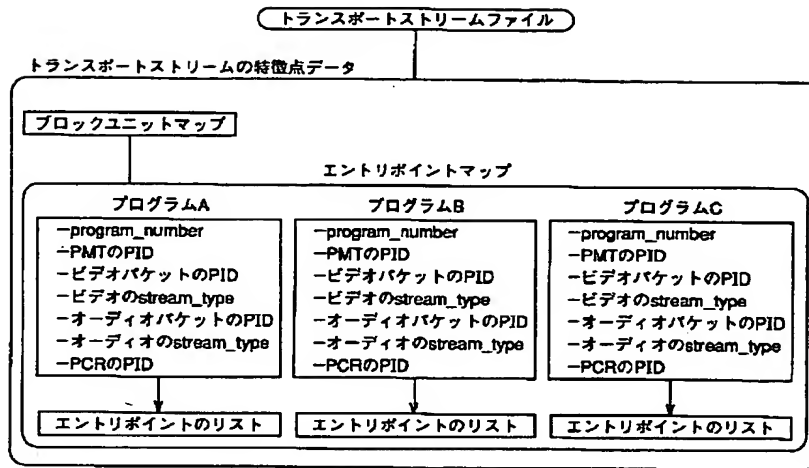 トランスポートストリームファイル
トランスポートストリームの特徴点データ
ブロックユニットマップ
エントリポイントマップ
プログラムA
–program_number
–PMTのPID
–ビデオパケットのPID
–ビデオのstream_type
–オーディオパケットのPID
–オーディオのstream_type
–PCRのPID
エントリポイントのリスト
プログラムB
–program_number
–PMTのPID
–ビデオパケットのPID
–ビデオのstream_type
–オーディオパケットのPID
–オーディオのstream_type
–PCRのPID
エントリポイントのリスト
プログラムC
–program_number
–PMTのPID
–ビデオパケットのPID
–ビデオのstream_type
–オーディオパケットのPID
–オーディオのstream_type
–PCRのPID
エントリポイントのリスト